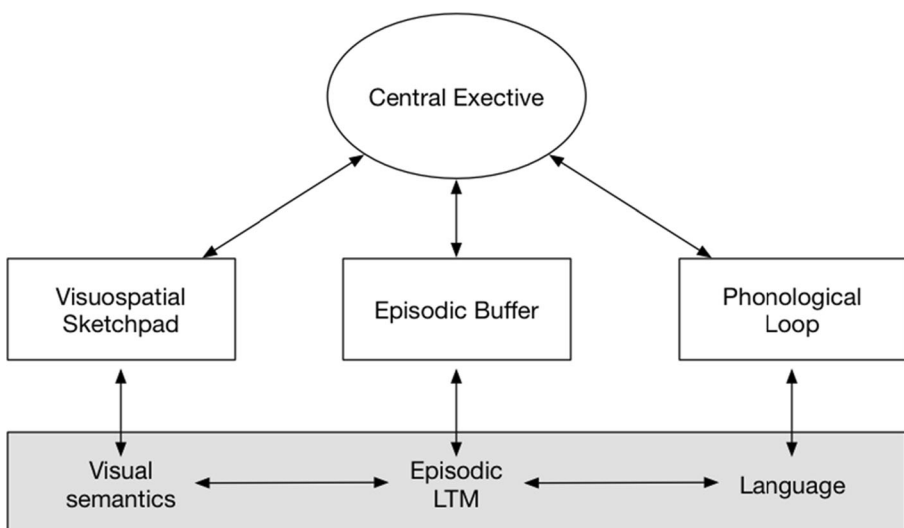 Central Exective
Visuospatial
Sketchpad
Episodic Buffer
Phonological
Loop
Visual
semantics
Episodic
LTM
Language